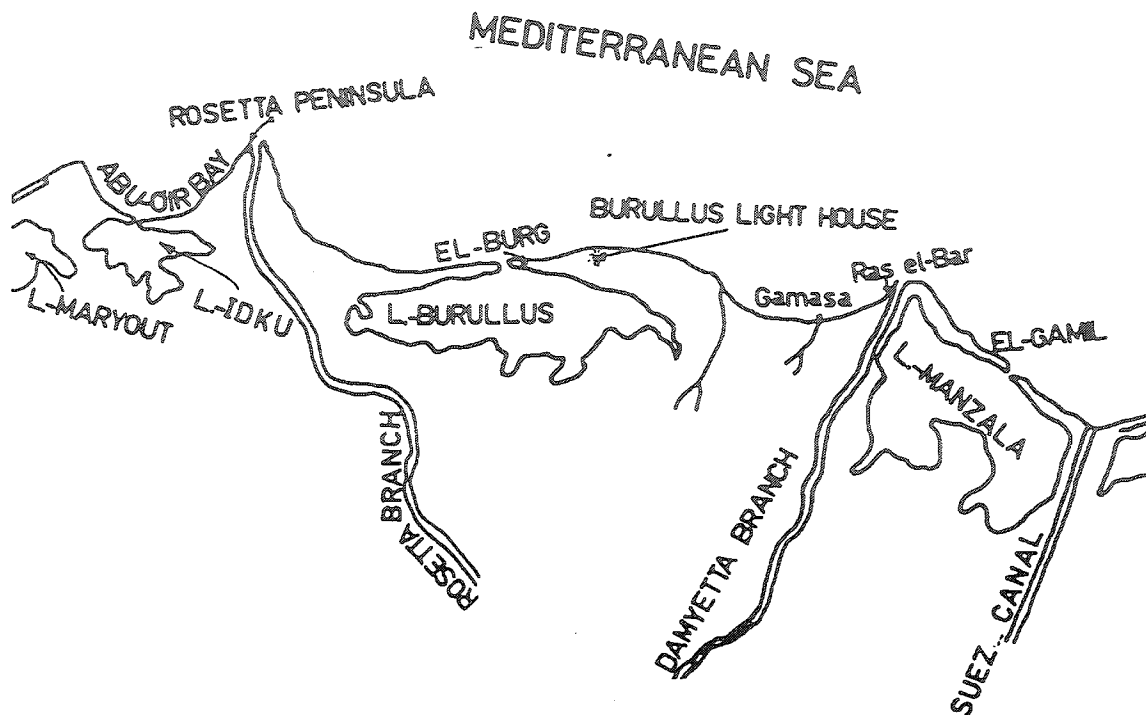 MEDITERRANEAN SEA
ROSETTA PENINSULA
ABU-QIR BAY
BURULLUS LIGHT HOUSE
EL-BURG
Ras el-Bar
Gamasa
L.-MARYOUT
L.-IDKU
L.-BURULLUS
EL-GAMIL
L.-MANZALA
ROSETTA BRANCH
DAMYETTA BRANCH
SUEZ.. CANAL